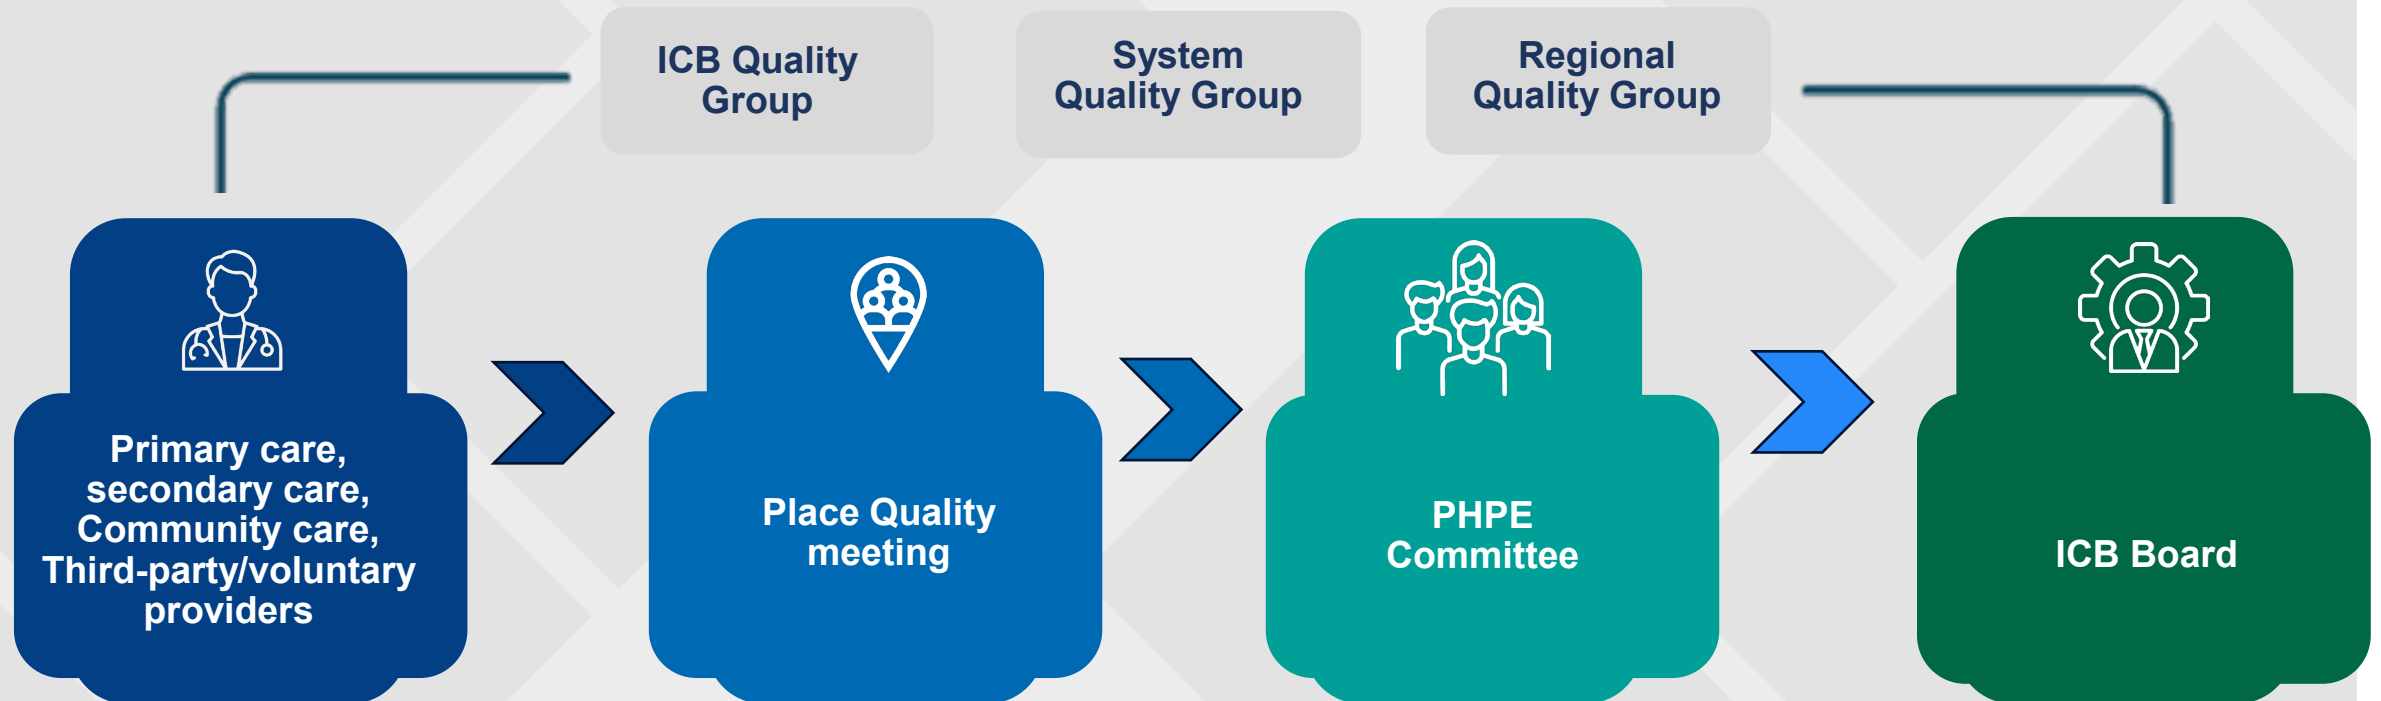 ICB Quality
Group
System
Quality Group
Regional
Quality Group
Primary care,
secondary care,
Community care,
Third-party/voluntary
providers
Place Quality
meeting
PHPE
Committee
ICB Board